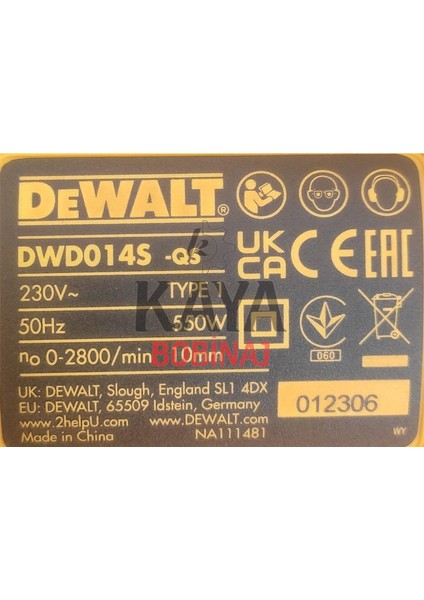 DEWALT®
DWD014S -QS
230V~ TYPE 1
50Hz 550W
n₀ 0-2800/min 10mm
KAYA
BOBİNAJ
UK CA CE EAC
060
UK: DEWALT, Slough, England SL1 4DX
EU: DEWALT, 65509 Idstein, Germany
www.2helpU.com www.DEWALT.com
Made in China NA111481
012306
WY